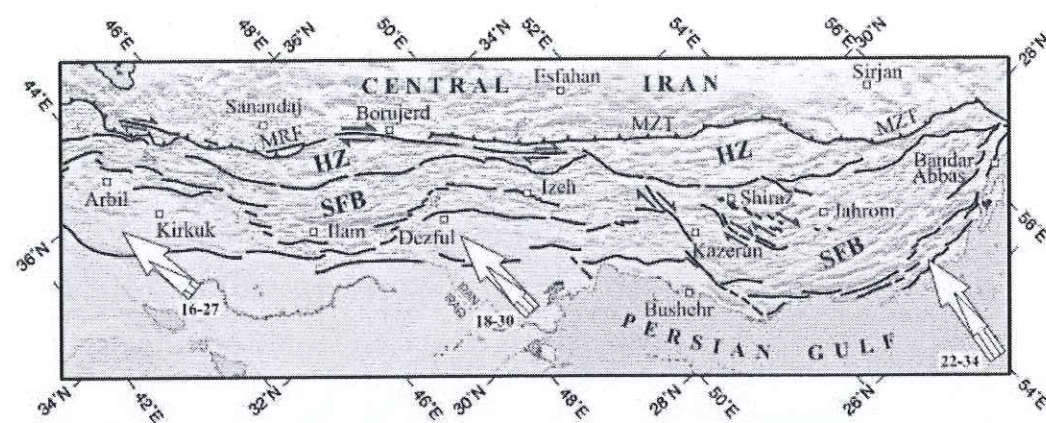 46°E 48°E 36°N 50°E 34°N 52°E 54°E 56°E 30°N 28°N
44°E
CENTRAL IRAN
Esfahan
Sirjan
Sanandaj
Borujerd
MRF
MZT
MZT
HZ
HZ
Bandar
Abbas
Arbil
SFB
Izeh
Shiraz
Jahrom
Kirkuk
Ilam
Dezful
Kazerun
SFB
56°E
36°N
IRAN
IRAQ
16-27
18-30
Bushehr
PERSIAN GULF
22-34
34°N 42°E 32°N 46°E 30°N 48°E 28°N 50°E 26°N 54°E